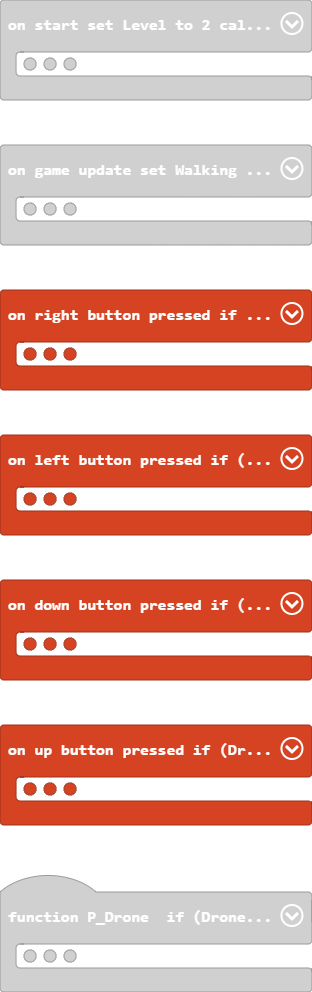 on start set Level to 2 cal...
on game update set Walking ...
on right button pressed if ...
on left button pressed if (...
on down button pressed if (...
on up button pressed if (Dr...
function P_Drone  if (Drone...